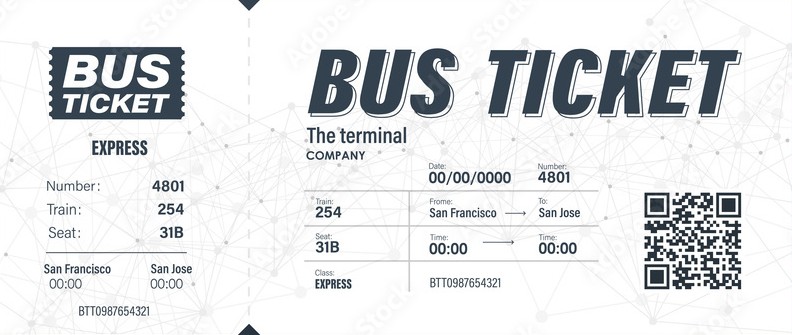 BUS
TICKET
EXPRESS
Number: 4801
Train: 254
Seat: 31B
San Francisco San Jose
00:00 00:00
BTT0987654321
BUS TICKET
The terminal
COMPANY
Date: Number:
00/00/0000 4801
Train: Frome: To:
254 San Francisco San Jose
Seat: Time: Time:
31B 00:00 00:00
Class:
EXPRESS BTT0987654321